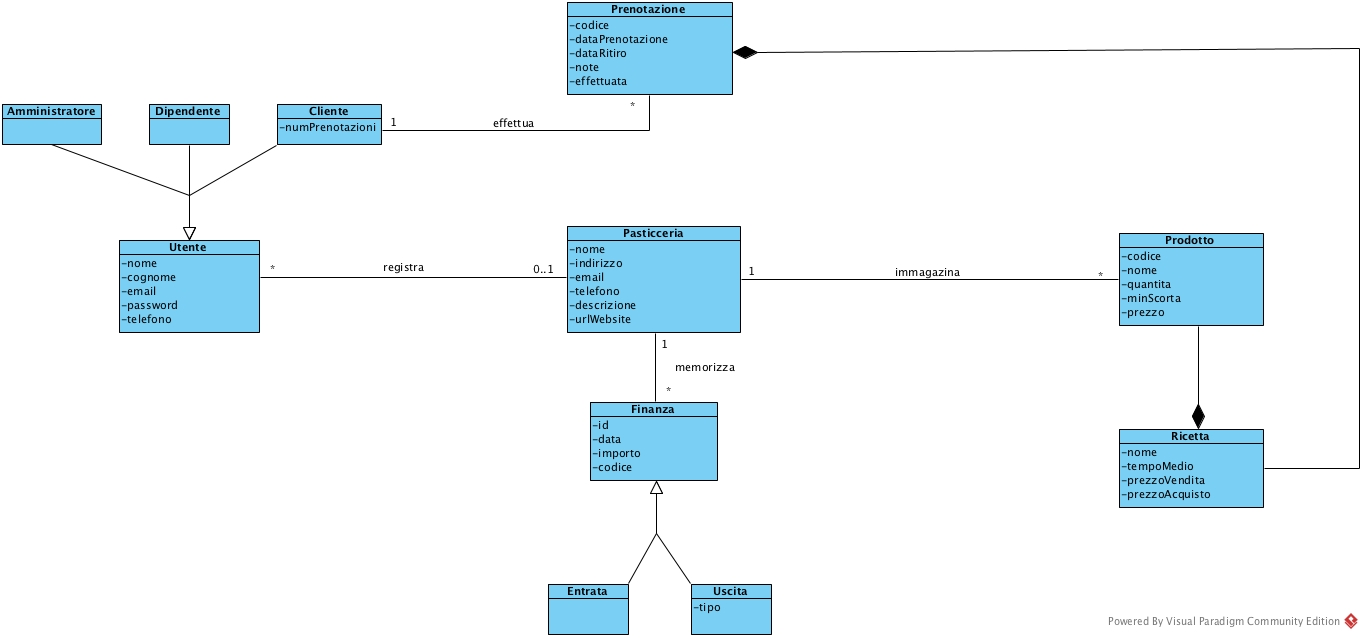 Prenotazione
-codice
-dataPrenotazione
-dataRitiro
-note
-effettuata
*
Amministratore
Dipendente
Cliente
-numPrenotazioni
1
effettua
Utente
-nome
-cognome
-email
-password
-telefono
*
registra
0..1
Pasticceria
-nome
-indirizzo
-email
-telefono
-descrizione
-urlWebsite
1
immagazina
*
Prodotto
-codice
-nome
-quantita
-minScorta
-prezzo
1
memorizza
*
Finanza
-id
-data
-importo
-codice
Ricetta
-nome
-tempoMedio
-prezzoVendita
-prezzoAcquisto
Entrata
Uscita
-tipo
Powered By Visual Paradigm Community Edition